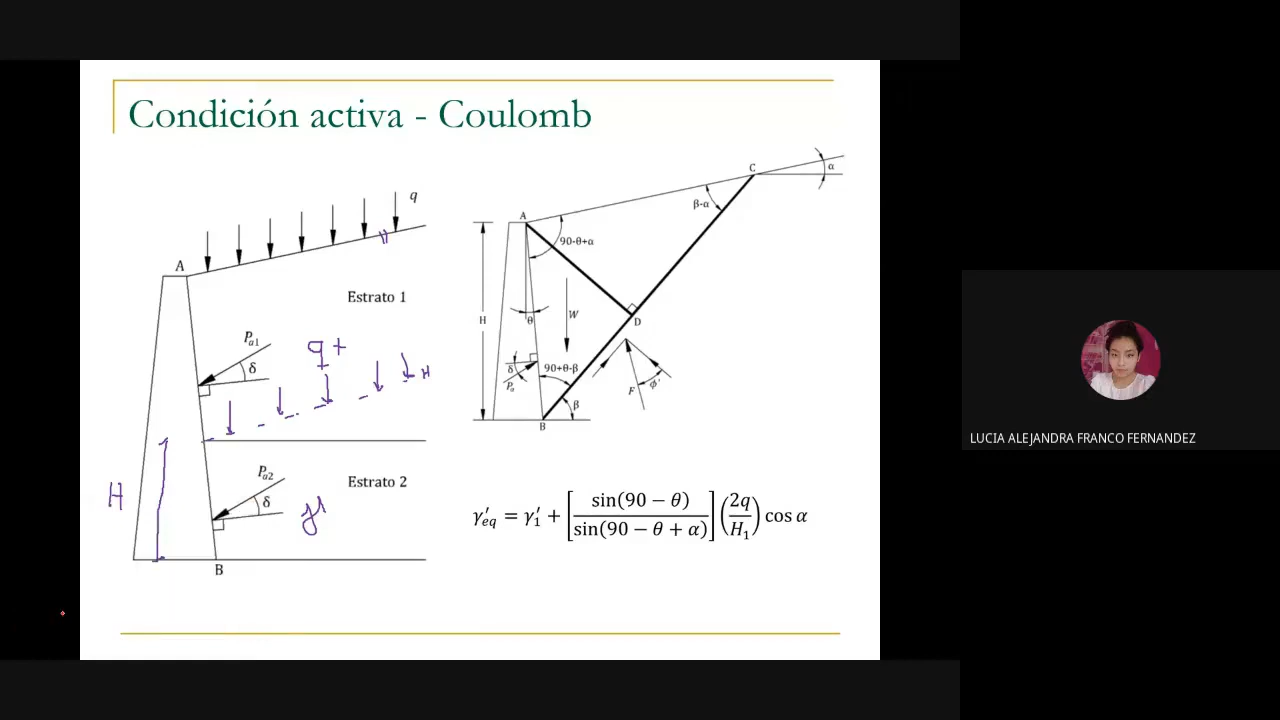 Condición activa - Coulomb
q
A
Estrato 1
Pa1
δ
q +
H
Pa2
δ
Estrato 2
H
B
C
α
β-α
A
90-θ+α
H
θ
W
D
δ
Pa
90+θ-β
β
F
ϕ'
B
γ'eq = γ'1 + [sin(90 − θ) / sin(90 − θ + α)] (2q / H1) cos α
LUCIA ALEJANDRA FRANCO FERNANDEZ